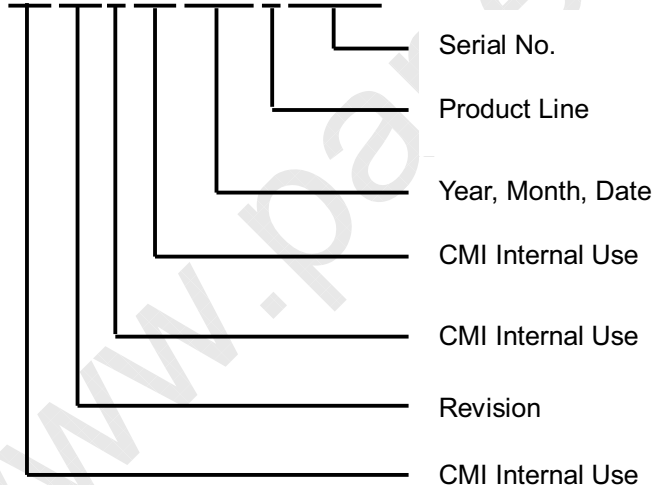 Serial No.
Product Line
Year, Month, Date
CMI Internal Use
CMI Internal Use
Revision
CMI Internal Use